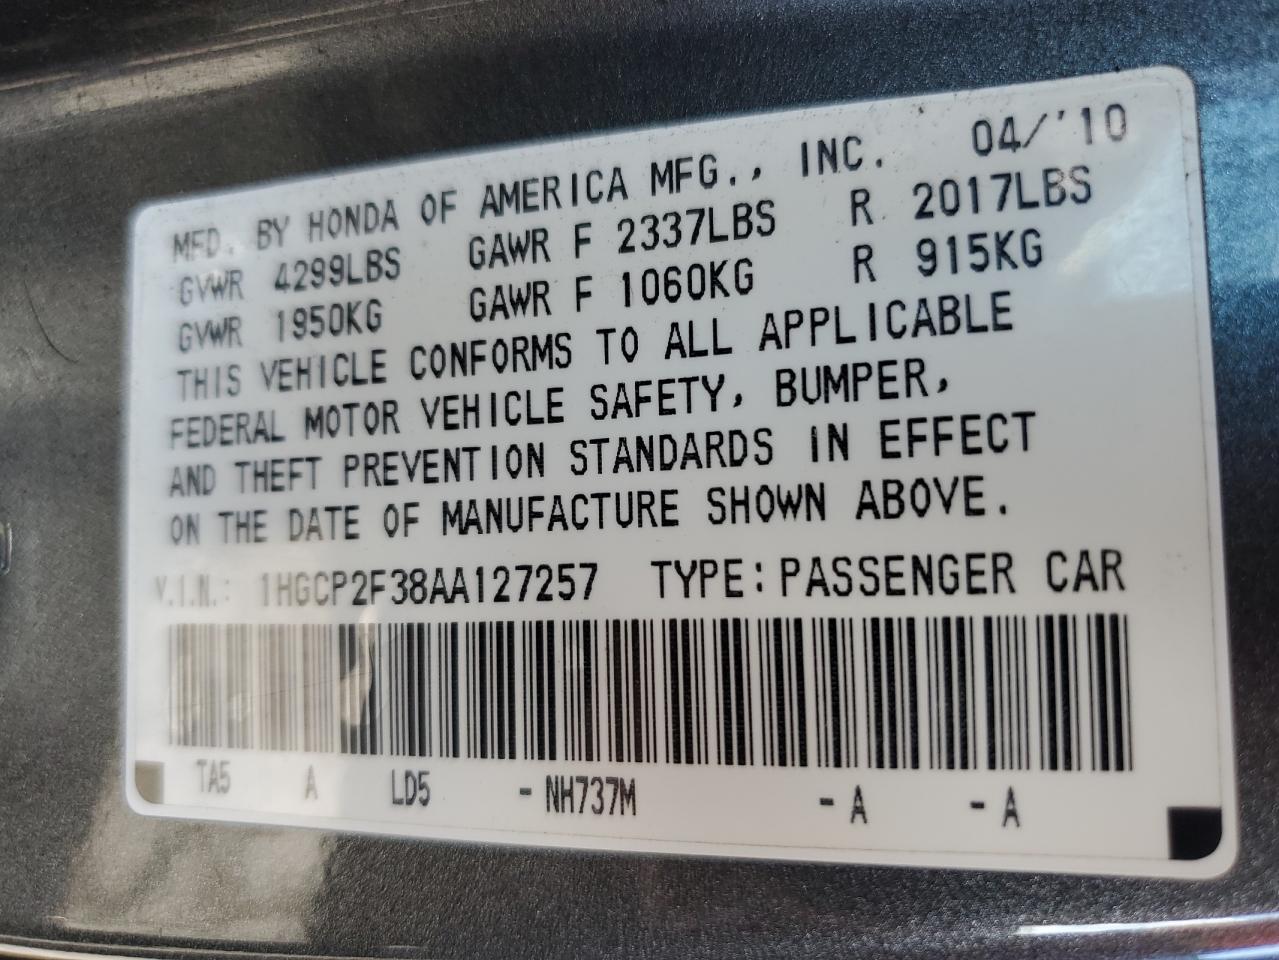 MFD. BY HONDA OF AMERICA MFG., INC. 04/'10
GVWR 4299LBS GAWR F 2337LBS R 2017LBS
GVWR 1950KG GAWR F 1060KG R 915KG
THIS VEHICLE CONFORMS TO ALL APPLICABLE
FEDERAL MOTOR VEHICLE SAFETY, BUMPER,
AND THEFT PREVENTION STANDARDS IN EFFECT
ON THE DATE OF MANUFACTURE SHOWN ABOVE.
V.I.N.: 1HGCP2F38AA127257 TYPE: PASSENGER CAR
TA5 A LD5 - NH737M - A - A